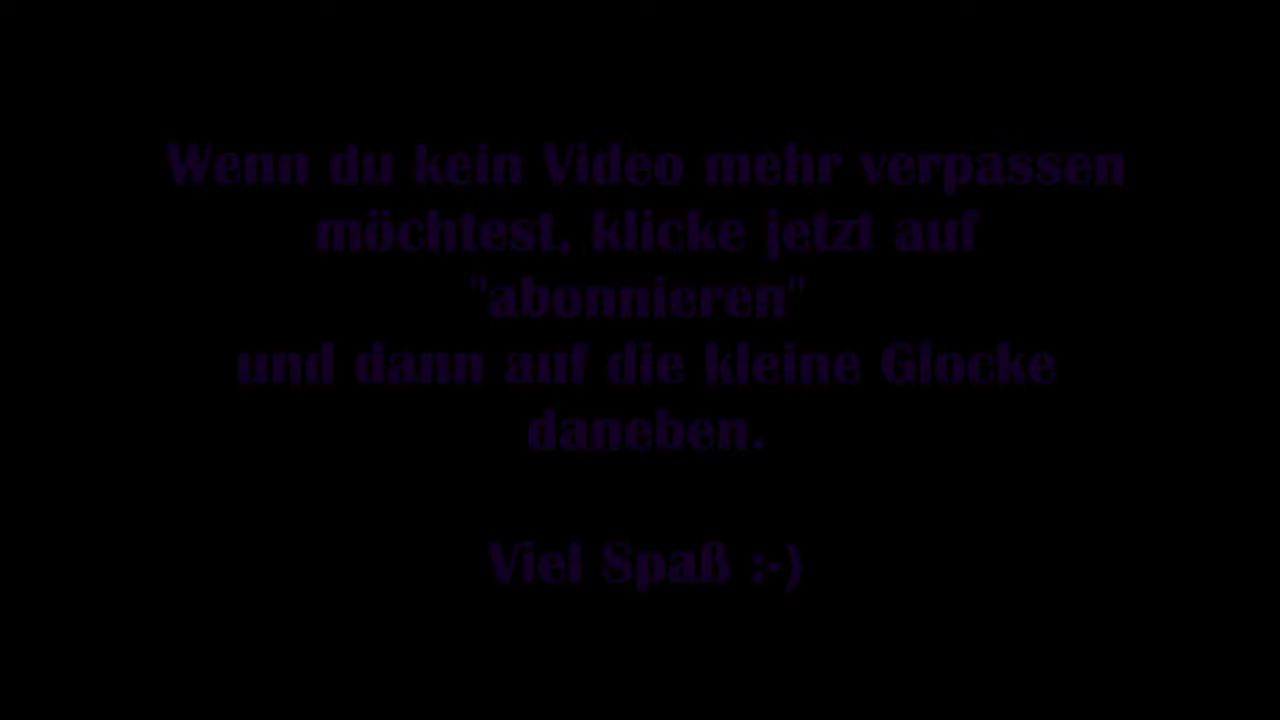 Wenn du kein Video mehr verpassen
möchtest, klicke jetzt auf
"abonnieren"
und dann auf die kleine Glocke
daneben.
Viel Spaß :-)